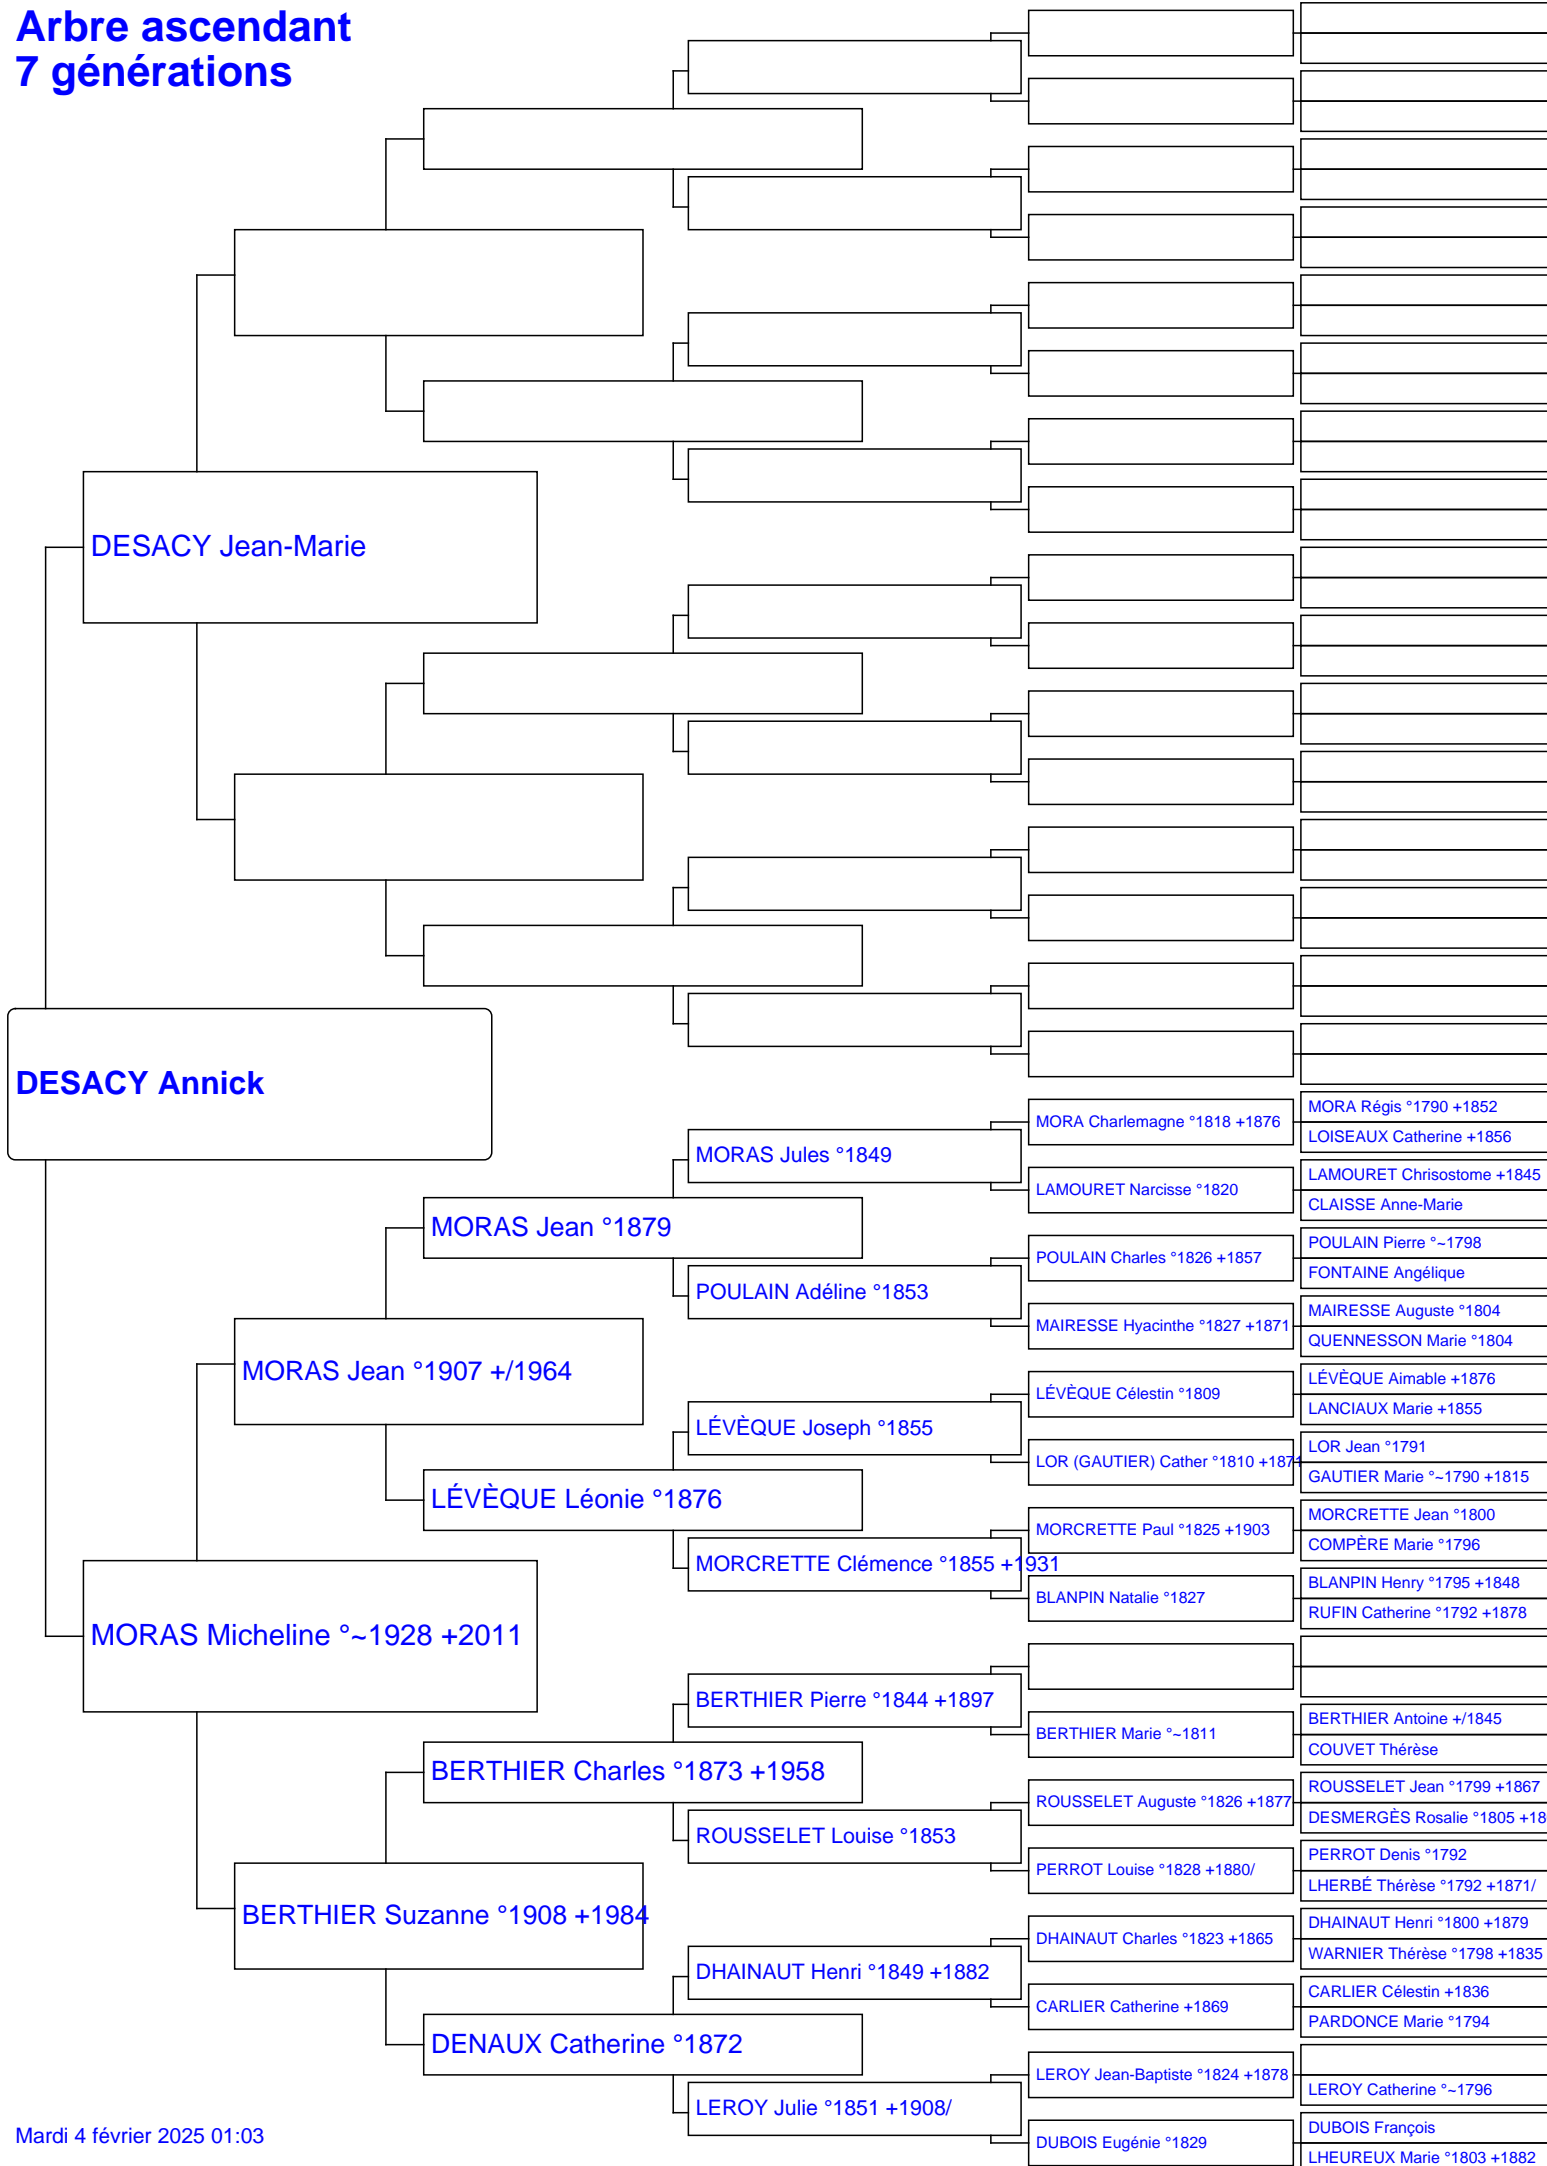 Arbre ascendant
7 générations
DESACY Jean-Marie
DESACY Annick
MORA Régis °1790 +1852
MORA Charlemagne °1818 +1876
LOISEAUX Catherine +1856
MORAS Jules °1849
LAMOURET Chrisostome +1845
LAMOURET Narcisse °1820
CLAISSE Anne-Marie
MORAS Jean °1879
POULAIN Pierre °~1798
POULAIN Charles °1826 +1857
FONTAINE Angélique
POULAIN Adéline °1853
MAIRESSE Auguste °1804
MAIRESSE Hyacinthe °1827 +1871
QUENNESSON Marie °1804
MORAS Jean °1907 +/1964
LÉVÈQUE Aimable +1876
LÉVÈQUE Célestin °1809
LANCIAUX Marie +1855
LÉVÈQUE Joseph °1855
LOR Jean °1791
LOR (GAUTIER) Cather °1810 +1871
GAUTIER Marie °~1790 +1815
LÉVÈQUE Léonie °1876
MORCRETTE Jean °1800
MORCRETTE Paul °1825 +1903
COMPÈRE Marie °1796
MORCRETTE Clémence °1855 +1931
BLANPIN Henry °1795 +1848
BLANPIN Natalie °1827
RUFIN Catherine °1792 +1878
MORAS Micheline °~1928 +2011
BERTHIER Pierre °1844 +1897
BERTHIER Antoine +/1845
BERTHIER Marie °~1811
COUVET Thérèse
BERTHIER Charles °1873 +1958
ROUSSELET Jean °1799 +1867
ROUSSELET Auguste °1826 +1877
DESMERGÈS Rosalie °1805 +18
ROUSSELET Louise °1853
PERROT Denis °1792
PERROT Louise °1828 +1880/
LHERBÉ Thérèse °1792 +1871/
BERTHIER Suzanne °1908 +1984
DHAINAUT Henri °1800 +1879
DHAINAUT Charles °1823 +1865
WARNIER Thérèse °1798 +1835
DHAINAUT Henri °1849 +1882
CARLIER Célestin +1836
CARLIER Catherine +1869
PARDONCE Marie °1794
DENAUX Catherine °1872
LEROY Jean-Baptiste °1824 +1878
LEROY Catherine °~1796
LEROY Julie °1851 +1908/
DUBOIS François
DUBOIS Eugénie °1829
LHEUREUX Marie °1803 +1882
Mardi 4 février 2025 01:03